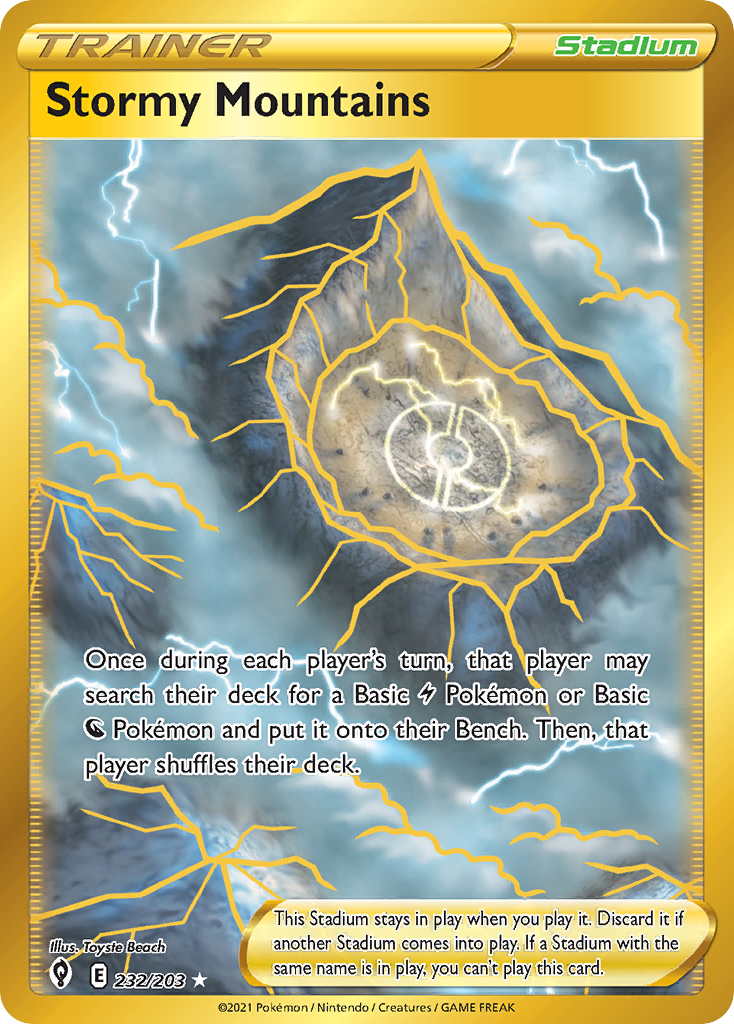 TRAINER
Stadium
Stormy Mountains
Once during each player's turn, that player may
search their deck for a Basic Pokémon or Basic
Pokémon and put it onto their Bench. Then, that
player shuffles their deck.
This Stadium stays in play when you play it. Discard it if
another Stadium comes into play. If a Stadium with the
same name is in play, you can't play this card.
Illus. Toyste Beach
E 232/203 ★
©2021 Pokémon / Nintendo / Creatures / GAME FREAK